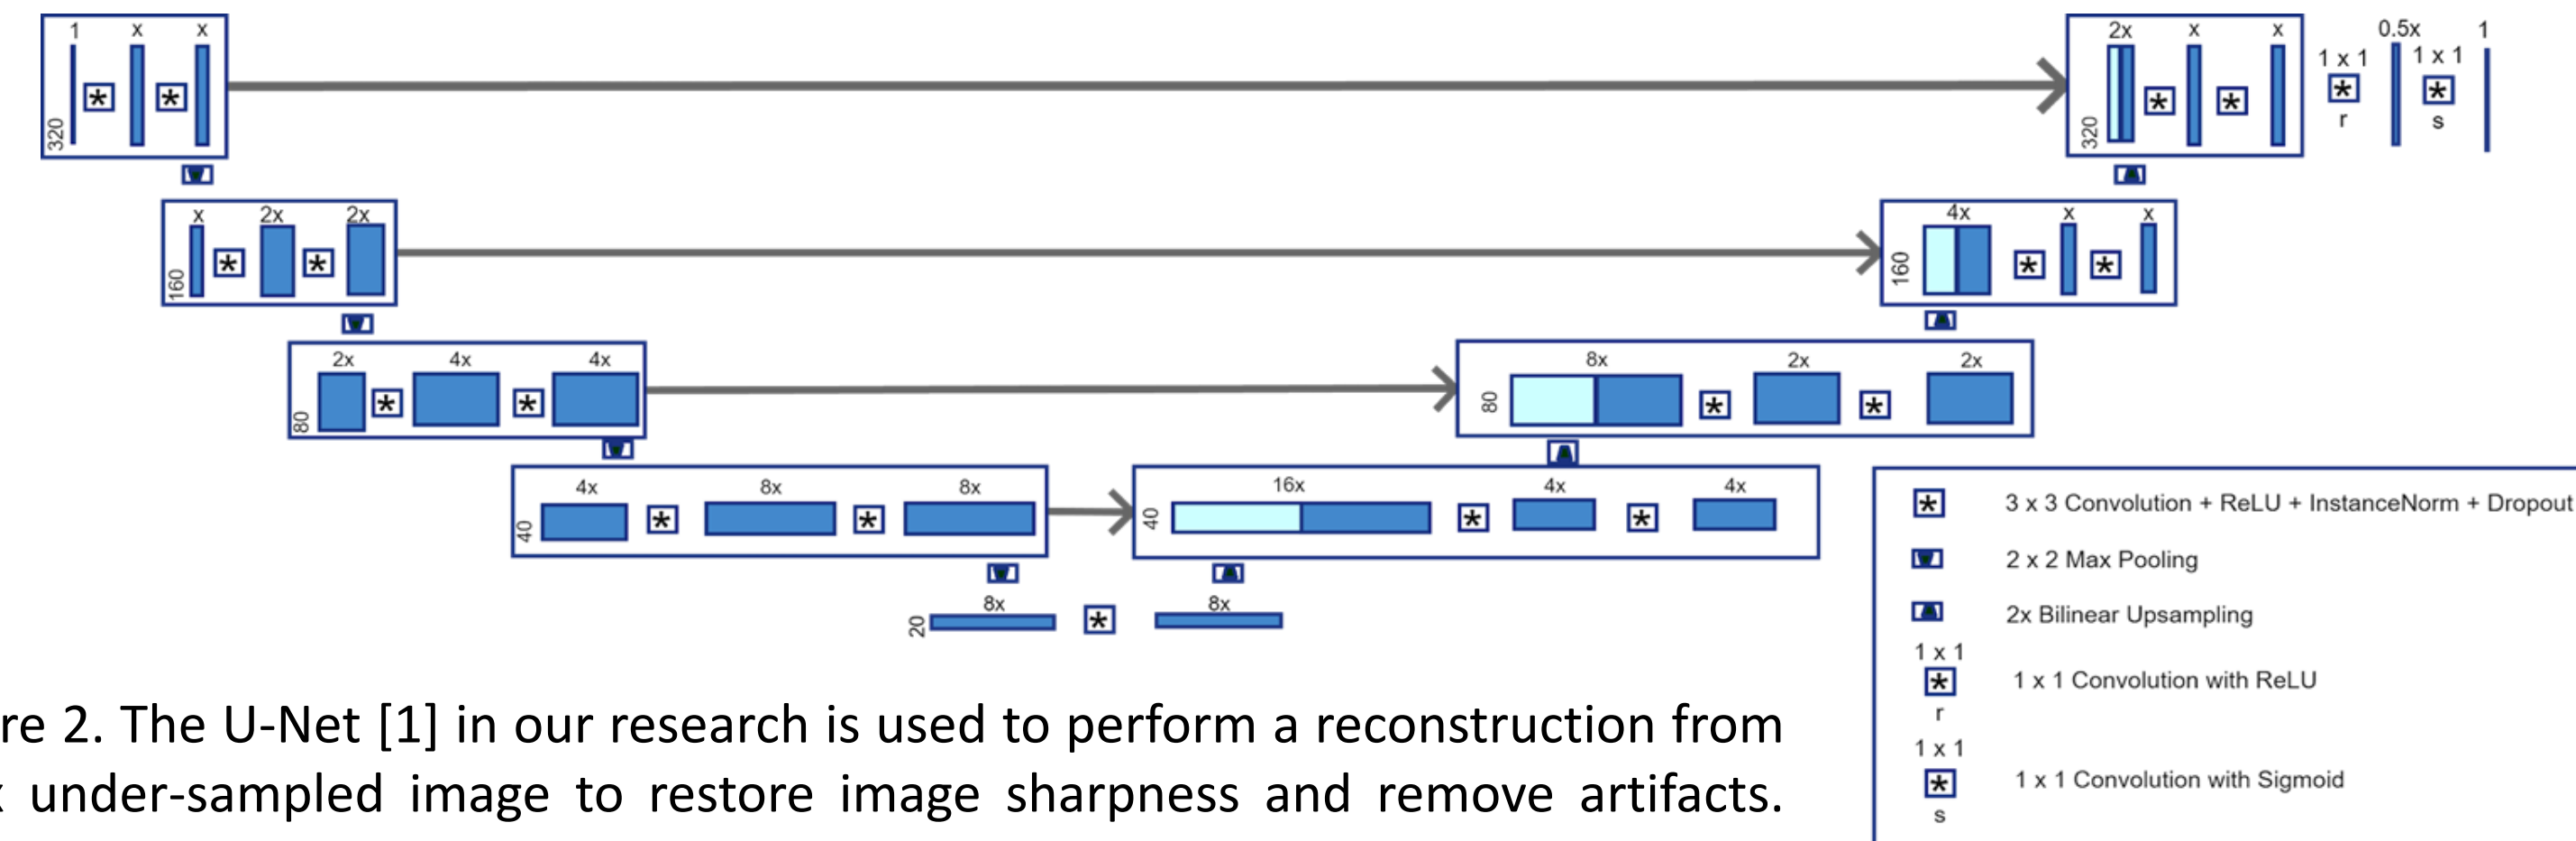 1 x x
320
2x x x
320
1 x 1
r
0.5x
1 x 1
s
1
x 2x 2x
160
4x x x
160
2x 4x 4x
80
8x 2x 2x
80
4x 8x 8x
40
16x 4x 4x
40
8x 8x
20
* 3 x 3 Convolution + ReLU + InstanceNorm + Dropout
2 x 2 Max Pooling
2x Bilinear Upsampling
1 x 1
* 1 x 1 Convolution with ReLU
r
1 x 1
* 1 x 1 Convolution with Sigmoid
s
re 2. The U-Net [1] in our research is used to perform a reconstruction from
x under-sampled image to restore image sharpness and remove artifacts.